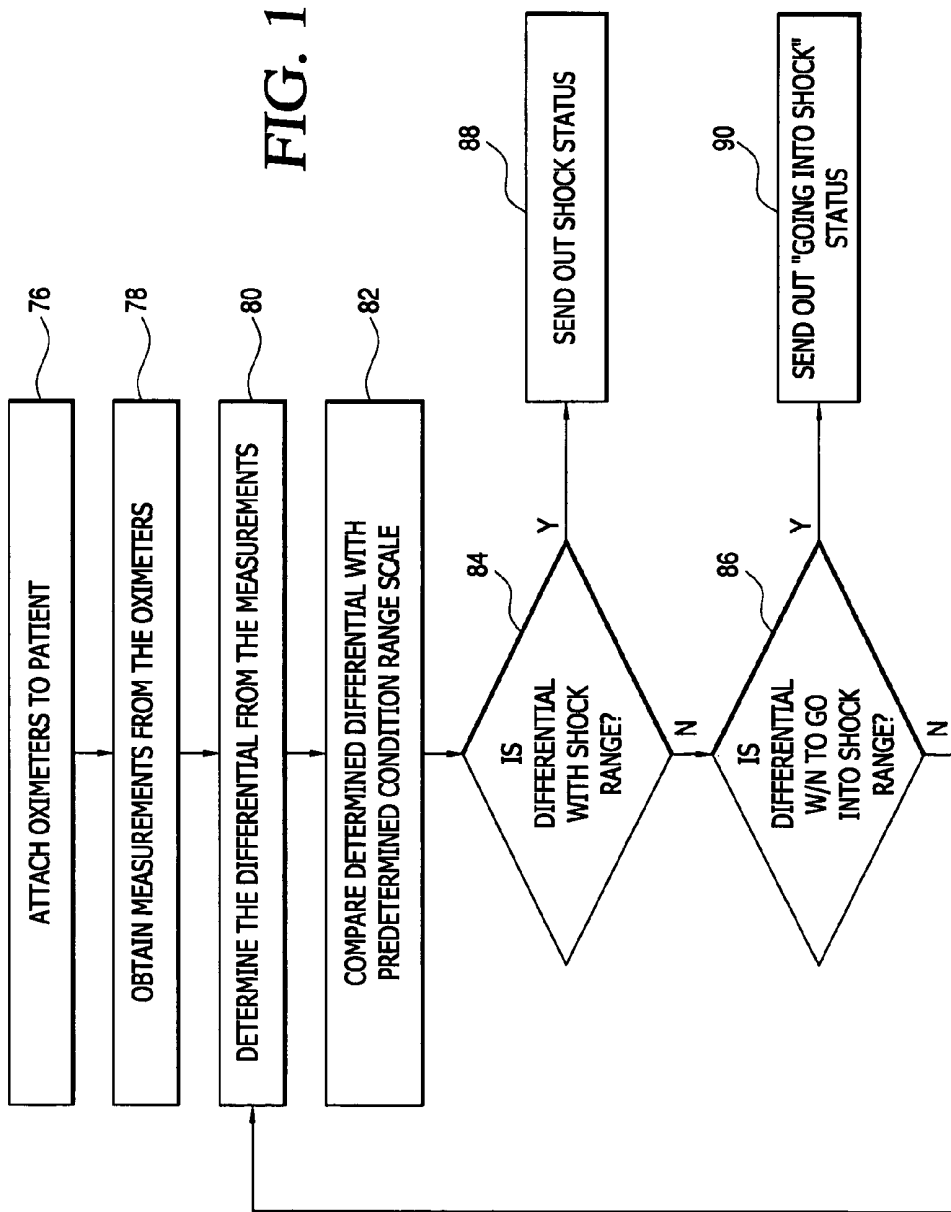 FIG. 1
76
ATTACH OXIMETERS TO PATIENT
78
OBTAIN MEASUREMENTS FROM THE OXIMETERS
80
DETERMINE THE DIFFERENTIAL FROM THE MEASUREMENTS
82
COMPARE DETERMINED DIFFERENTIAL WITH
PREDETERMINED CONDITION RANGE SCALE
84
IS
DIFFERENTIAL
WITH SHOCK
RANGE?
Y
N
88
SEND OUT SHOCK STATUS
86
IS
DIFFERENTIAL
W/N TO GO
INTO SHOCK
RANGE?
Y
N
90
SEND OUT "GOING INTO SHOCK"
STATUS